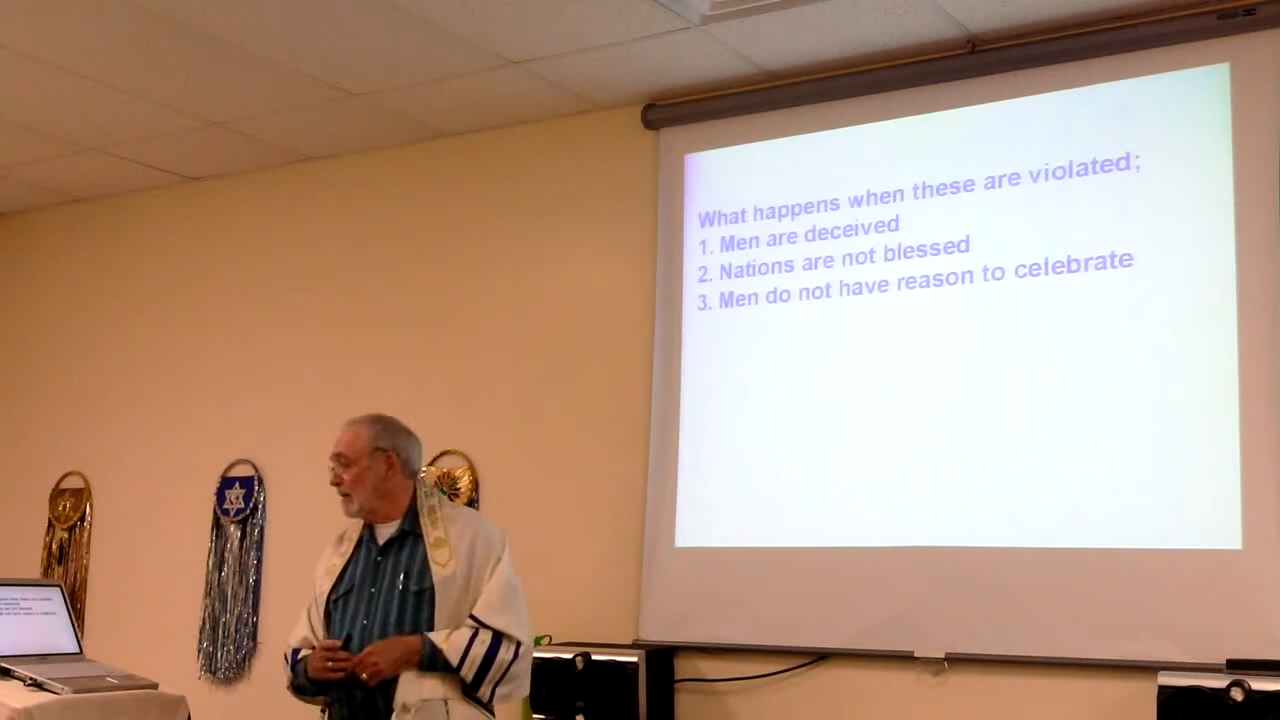 What happens when these are violated;
1. Men are deceived
2. Nations are not blessed
3. Men do not have reason to celebrate